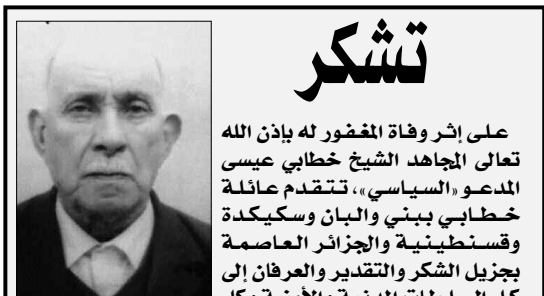 تشكر
على إثر وفاة المغفور له بإذن الله
تعالى المجاهد الشيخ خطابي عيسى
المدعو «السياسي»، تتقدم عائلة
خطابي ببني والبان وسكيكدة
وقسنطينية والجزائر العاصمة
بجزيل الشكر والتقدير والعرفان إلى